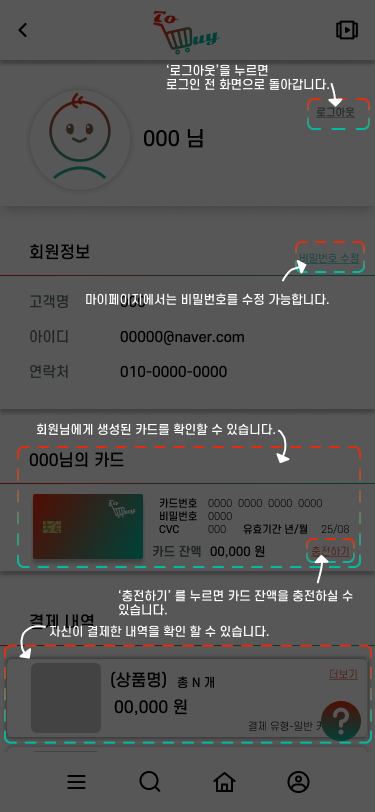 To Buy
'로그아웃'을 누르면
로그인 전 화면으로 돌아갑니다.
로그아웃
000 님
회원정보
비밀번호 수정
고객명 000
마이페이지에서는 비밀번호를 수정 가능합니다.
아이디 00000@naver.com
연락처 010-0000-0000
회원님에게 생성된 카드를 확인할 수 있습니다.
000님의 카드
To Buy
카드번호 0000 0000 0000 0000
비밀번호 0000
CVC 000 유효기간 년/월 25/08
카드 잔액 00,000 원 충전하기
'충전하기' 를 누르면 카드 잔액을 충전하실 수
있습니다.
결제 내역
자신이 결제한 내역을 확인 할 수 있습니다.
(상품명) 총 N 개
더보기
00,000 원
결제 유형-일반
?